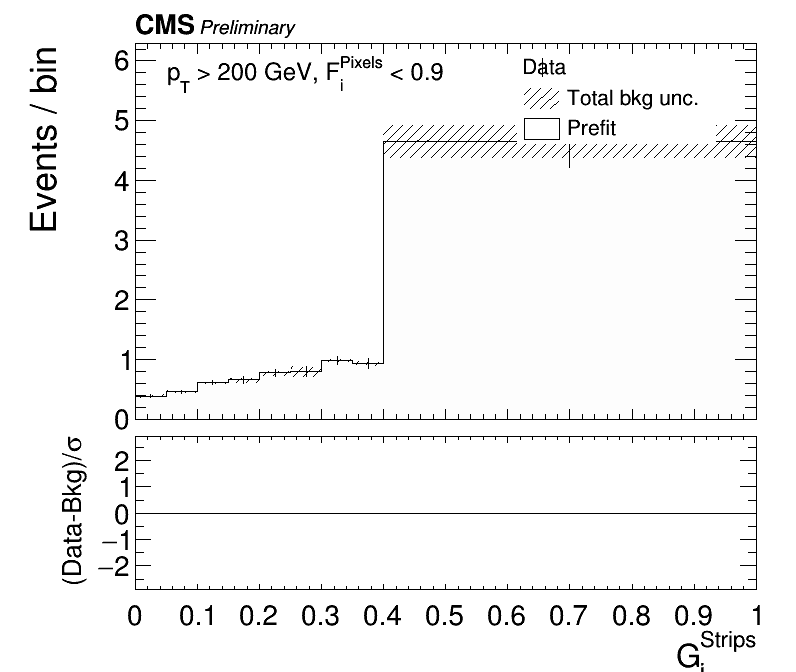 CMS Preliminary
p_T > 200 GeV, F_i^Pixels < 0.9
Data
Total bkg unc.
Prefit
Events / bin
6
5
4
3
2
1
0
(Data-Bkg)/σ
2
1
0
−1
−2
0 0.1 0.2 0.3 0.4 0.5 0.6 0.7 0.8 0.9 1
G_i^Strips